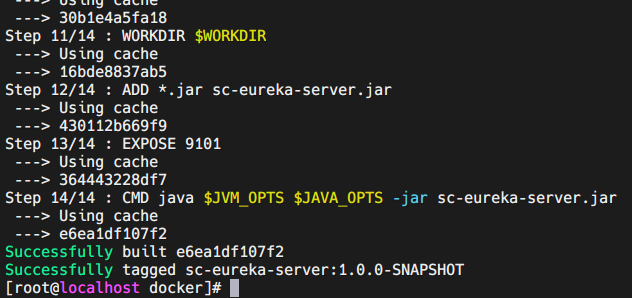 ---> 30b1e4a5fa18
Step 11/14 : WORKDIR $WORKDIR
---> Using cache
---> 16bde8837ab5
Step 12/14 : ADD *.jar sc-eureka-server.jar
---> Using cache
---> 430112b669f9
Step 13/14 : EXPOSE 9101
---> Using cache
---> 364443228df7
Step 14/14 : CMD java $JVM_OPTS $JAVA_OPTS -jar sc-eureka-server.jar
---> Using cache
---> e6ea1df107f2
Successfully built e6ea1df107f2
Successfully tagged sc-eureka-server:1.0.0-SNAPSHOT
[root@localhost docker]#